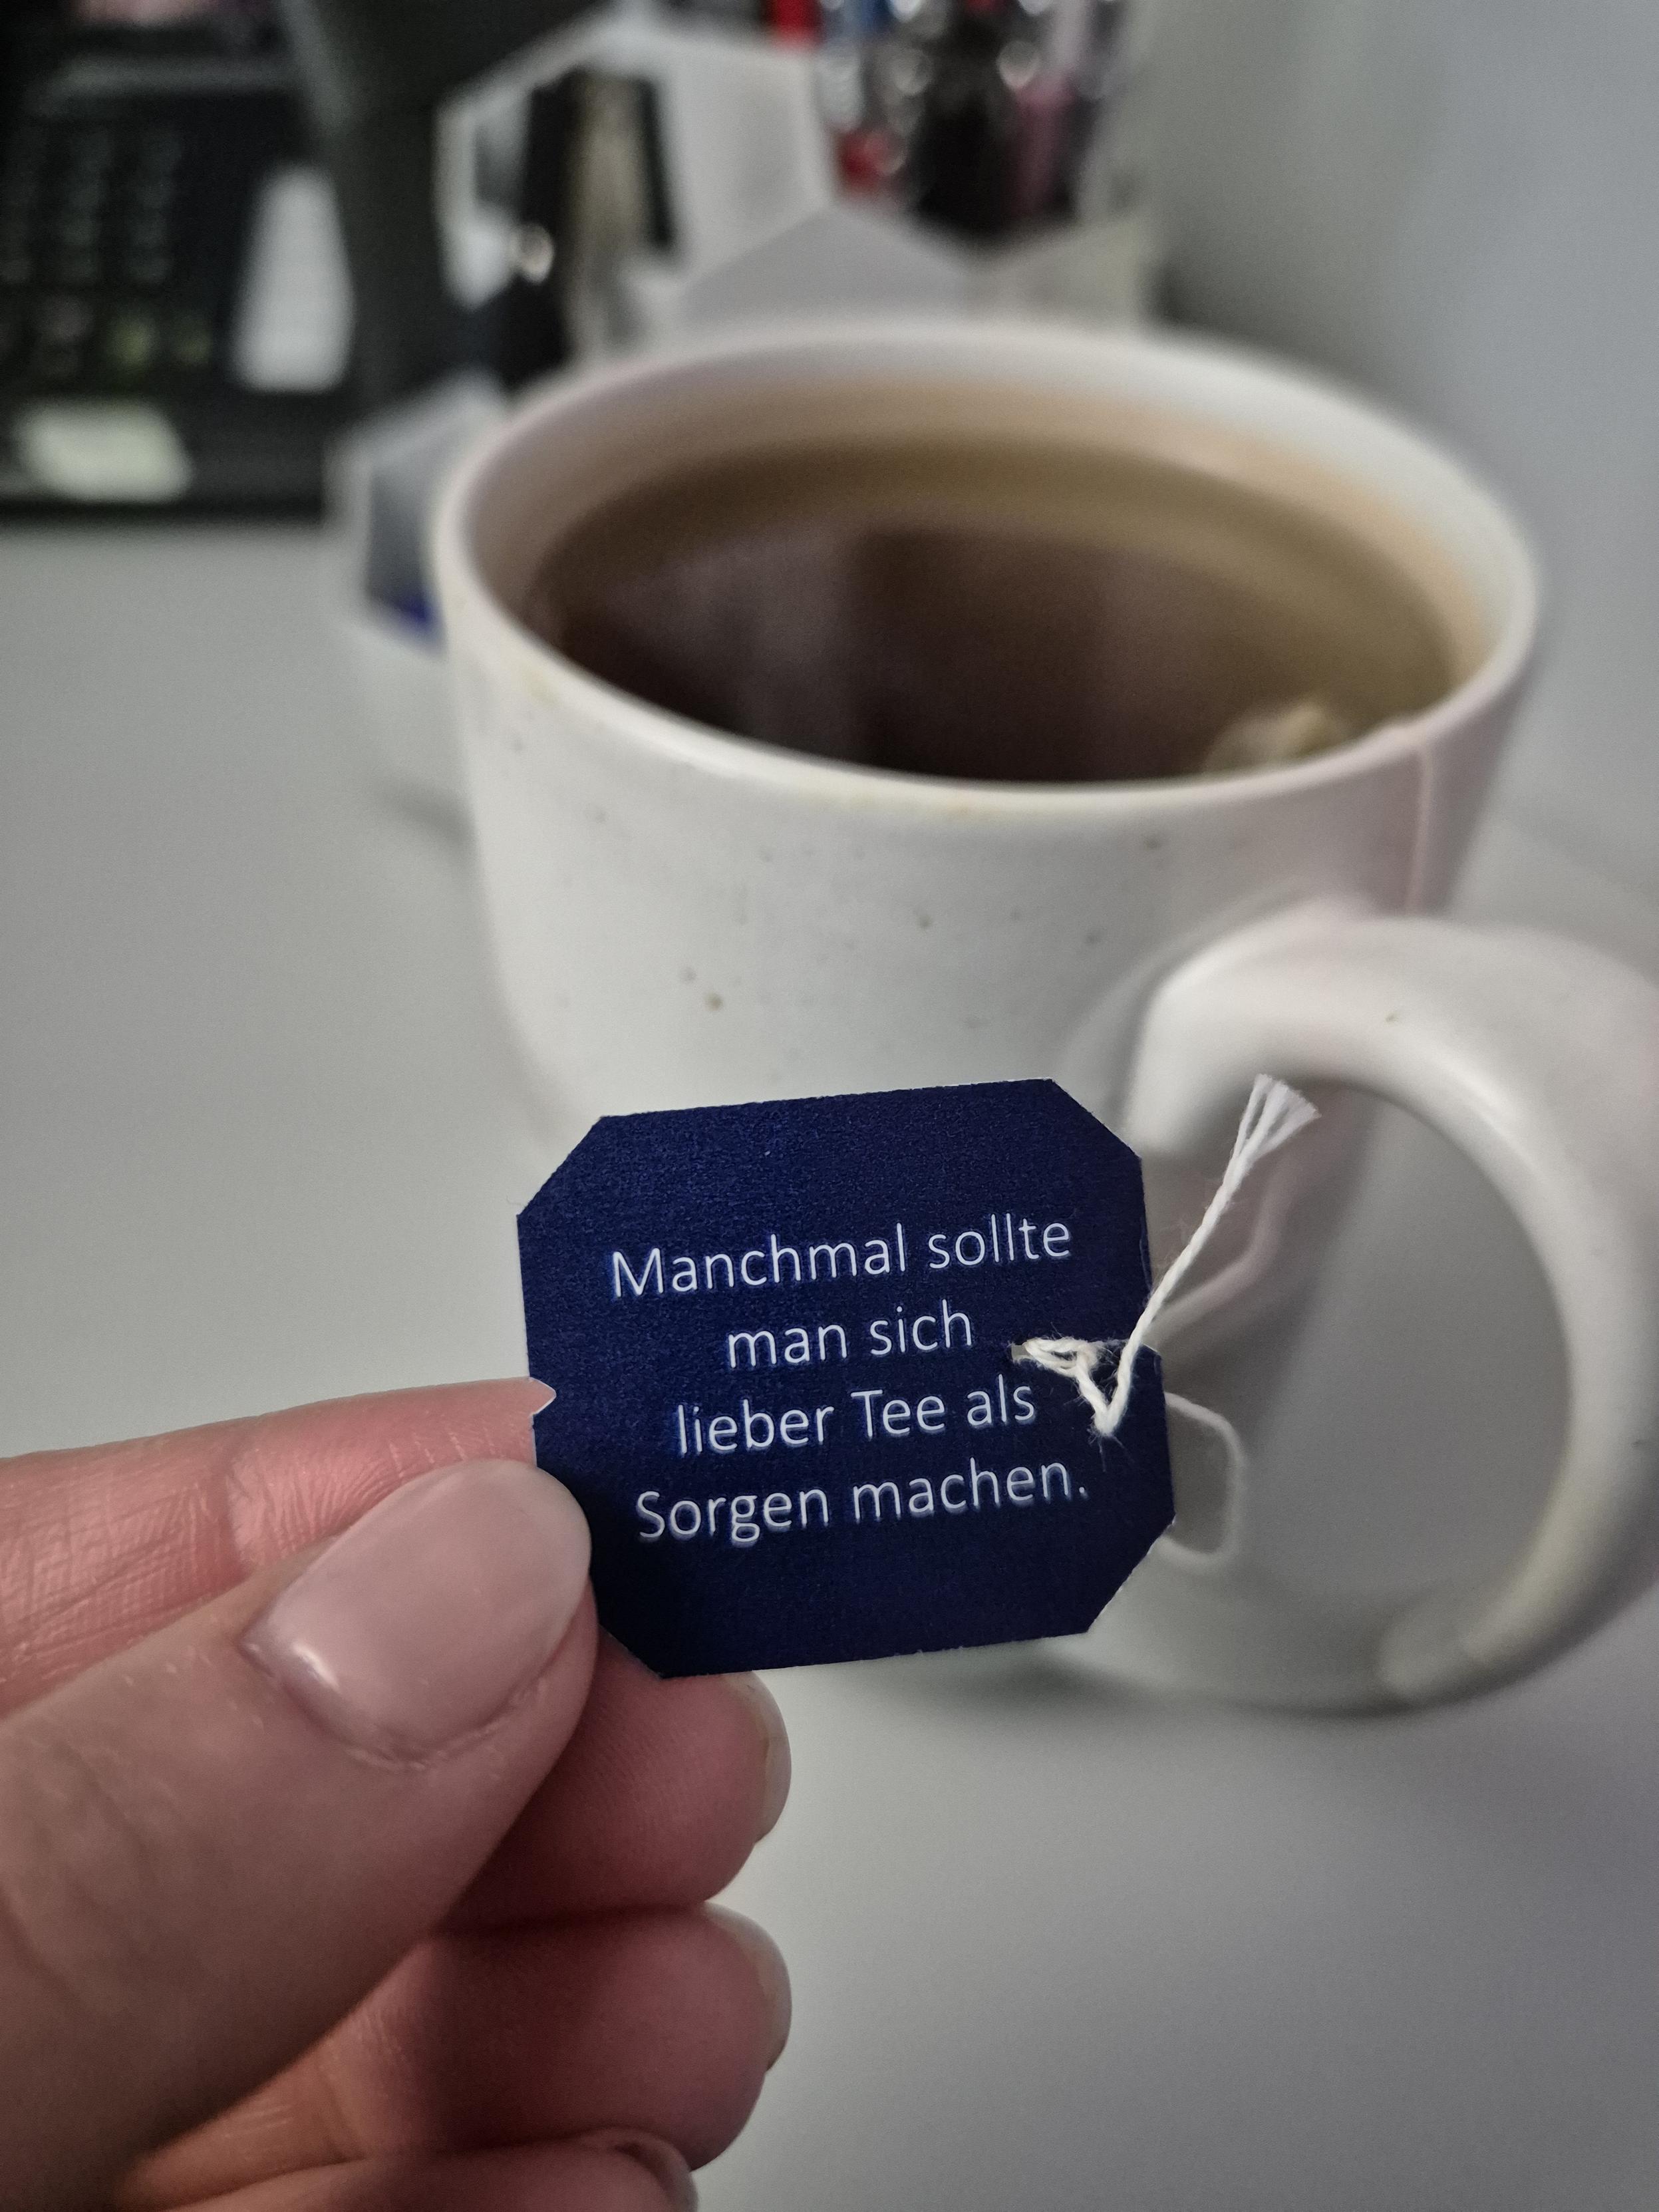 Manchmal sollte
man sich
lieber Tee als
Sorgen machen.